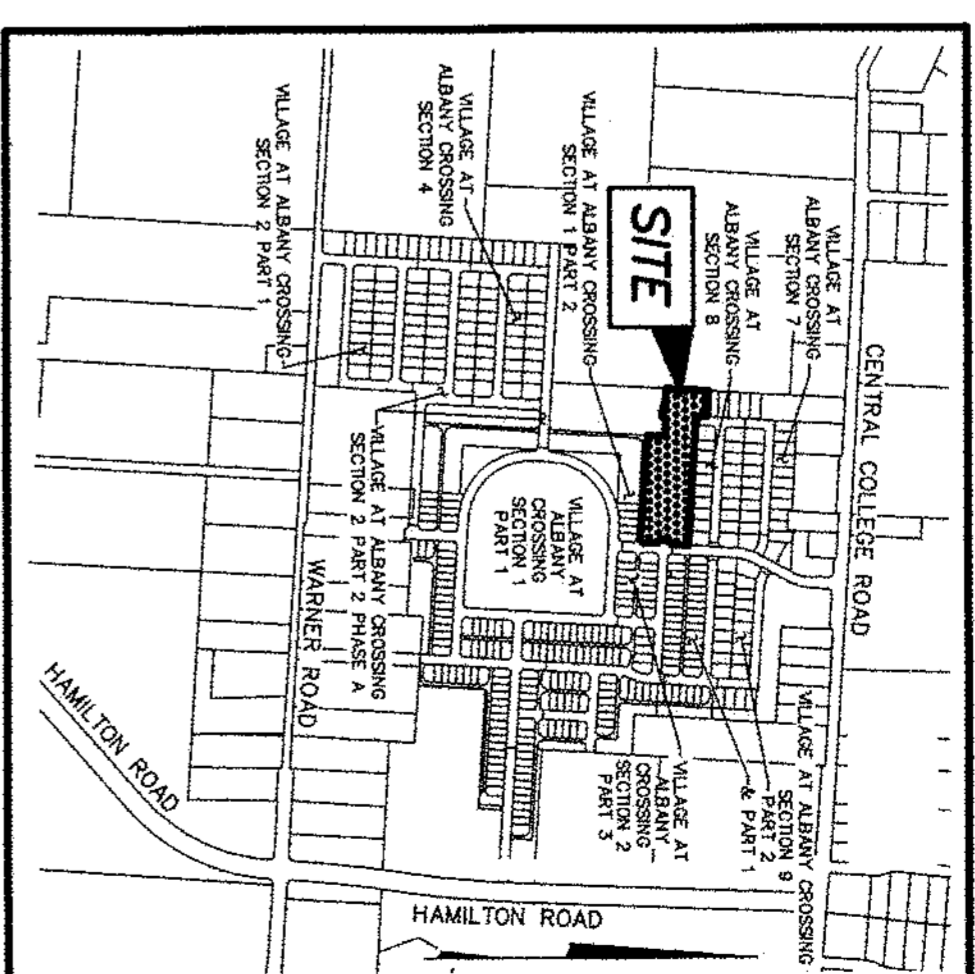 CENTRAL COLLEGE ROAD
VILLAGE AT
ALBANY CROSSING
SECTION 7
VILLAGE AT
ALBANY CROSSING
SECTION 8
SITE
VILLAGE AT ALBANY CROSSING
SECTION 1 PART 2
VILLAGE AT
ALBANY CROSSING
SECTION 4
VILLAGE AT ALBANY CROSSING
SECTION 2 PART 1
VILLAGE AT
ALBANY
CROSSING
SECTION 1
PART 1
VILLAGE AT ALBANY CROSSING
SECTION 2 PART 2 PHASE A
VILLAGE AT ALBANY CROSSING
SECTION 9
PART 2
& PART 1
VILLAGE AT
ALBANY
CROSSING
SECTION 2
PART 3
WARNER ROAD
HAMILTON ROAD
HAMILTON ROAD